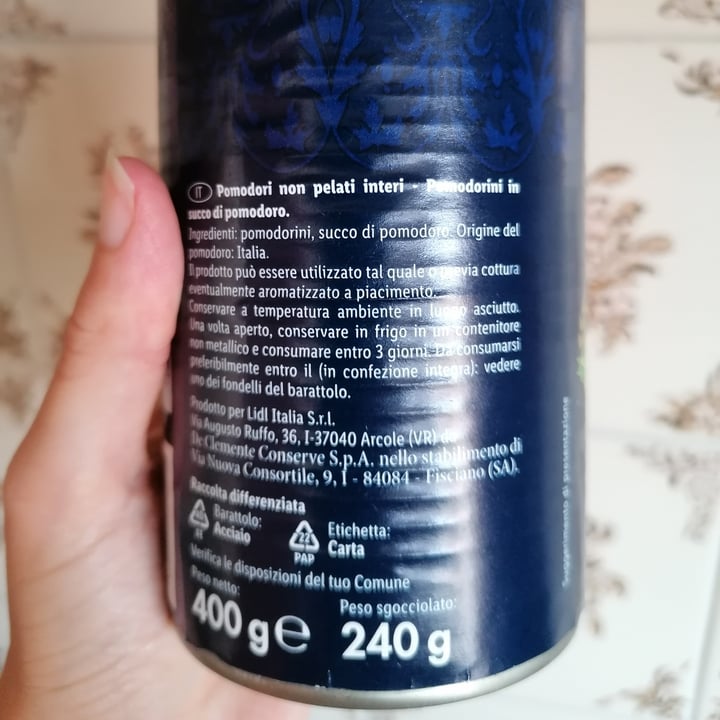 IT Pomodori non pelati interi - Pomodorini in
succo di pomodoro.
Ingredienti: pomodorini, succo di pomodoro. Origine del
pomodoro: Italia.
Il prodotto può essere utilizzato tal quale o previa cottura
eventualmente aromatizzato a piacimento.
Conservare a temperatura ambiente in luogo asciutto.
Una volta aperto, conservare in frigo in un contenitore
non metallico e consumare entro 3 giorni. Da consumarsi
preferibilmente entro il (in confezione integra): vedere
uno dei fondelli del barattolo.
Prodotto per Lidl Italia S.r.l.
Via Augusto Ruffo, 36, I-37040 Arcole (VR) da
De Clemente Conserve S.p.A. nello stabilimento di
Via Nuova Consortile, 9, I - 84084 - Fisciano (SA).
Raccolta differenziata
Barattolo:
Acciaio
22
PAP
Etichetta:
Carta
Verifica le disposizioni del tuo Comune
Peso netto:
400 g e
Peso sgocciolato:
240 g
Suggerimento di presentazione